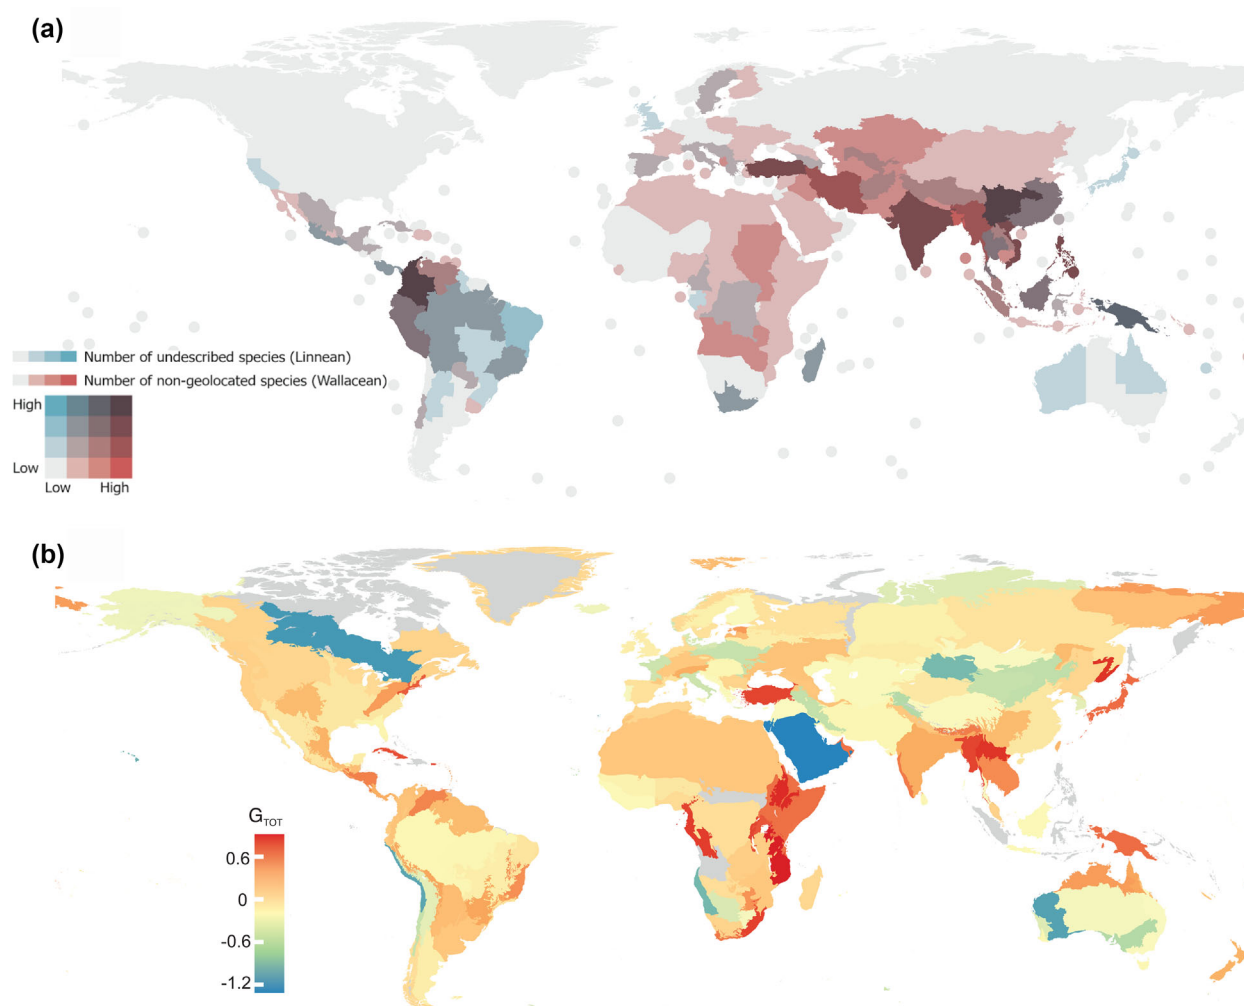 (a)
Number of undescribed species (Linnean)
Number of non-geolocated species (Wallacean)
High
Low
Low High
(b)
G_TOT
0.6
0
-0.6
-1.2